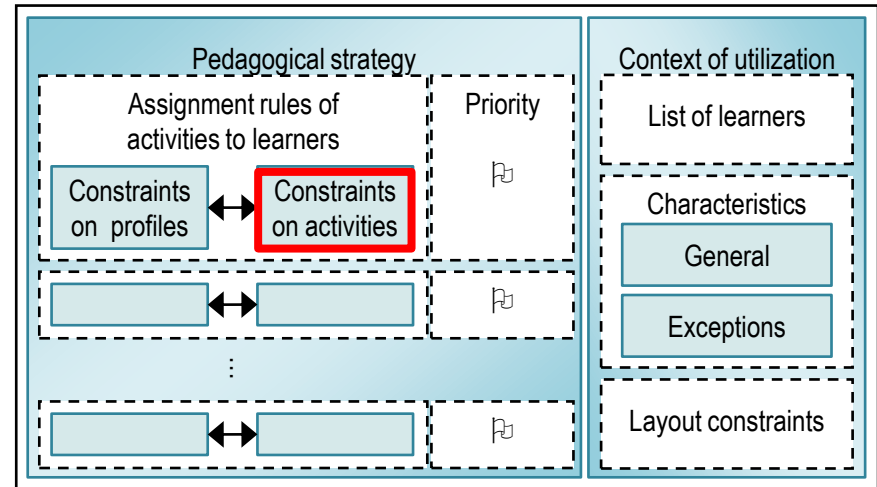 Pedagogical strategy
Assignment rules of
activities to learners
Priority
Constraints
on profiles
Constraints
on activities
⋮
Context of utilization
List of learners
Characteristics
General
Exceptions
Layout constraints